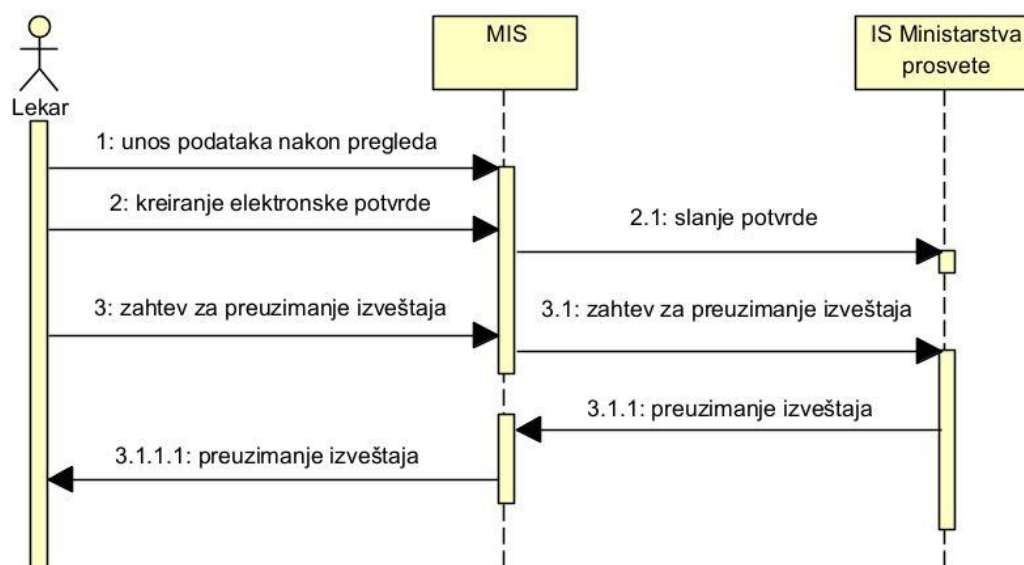 MIS
IS Ministarstva
prosvete
Lekar
1: unos podataka nakon pregleda
2: kreiranje elektronske potvrde
2.1: slanje potvrde
3: zahtev za preuzimanje izveštaja
3.1: zahtev za preuzimanje izveštaja
3.1.1: preuzimanje izveštaja
3.1.1.1: preuzimanje izveštaja